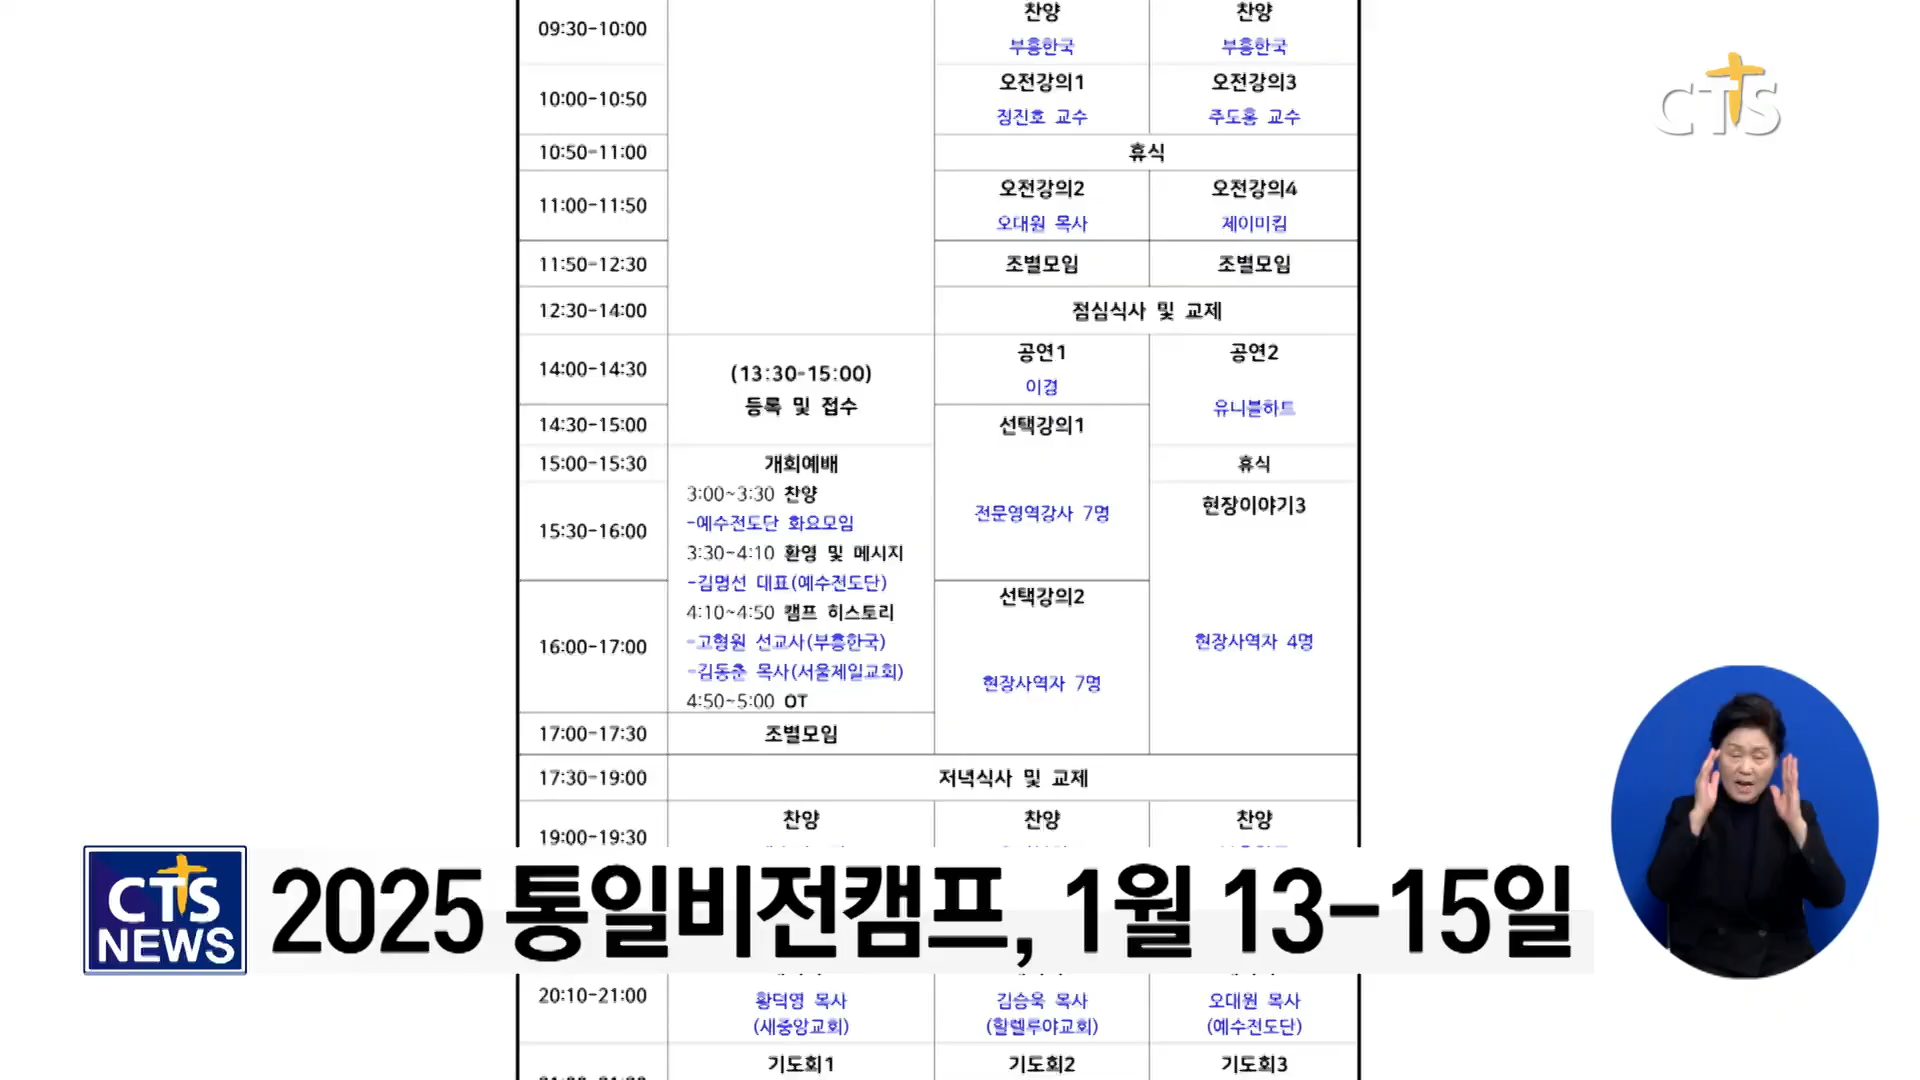 09:30-10:00
찬양
찬양
부흥한국
부흥한국
10:00-10:50
오전강의1
오전강의3
징진호 교수
주도홍 교수
10:50-11:00
휴식
11:00-11:50
오전강의2
오전강의4
오대원 목사
제이미킴
11:50-12:30
조별모임
조별모임
12:30-14:00
점심식사 및 교제
14:00-14:30
(13:30-15:00)
등록 및 접수
공연1
이경
공연2
유니블하트
14:30-15:00
선택강의1
전문영역강사 7명
15:00-15:30
개회예배
휴식
3:00~3:30 찬양
-예수전도단 화요모임
15:30-16:00
3:30~4:10 환영 및 메시지
-김명선 대표(예수전도단)
4:10~4:50 캠프 히스토리
-고형원 선교사(부흥한국)
-김동춘 목사(서울제일교회)
4:50~5:00 OT
현장이야기3
현장사역자 4명
16:00-17:00
선택강의2
현장사역자 7명
17:00-17:30
조별모임
17:30-19:00
저녁식사 및 교제
19:00-19:30
찬양
찬양
찬양
CTS
NEWS
2025 통일비전캠프, 1월 13-15일
20:10-21:00
황덕영 목사
(새중앙교회)
김승욱 목사
(할렐루야교회)
오대원 목사
(예수전도단)
기도회1
기도회2
기도회3
CTS